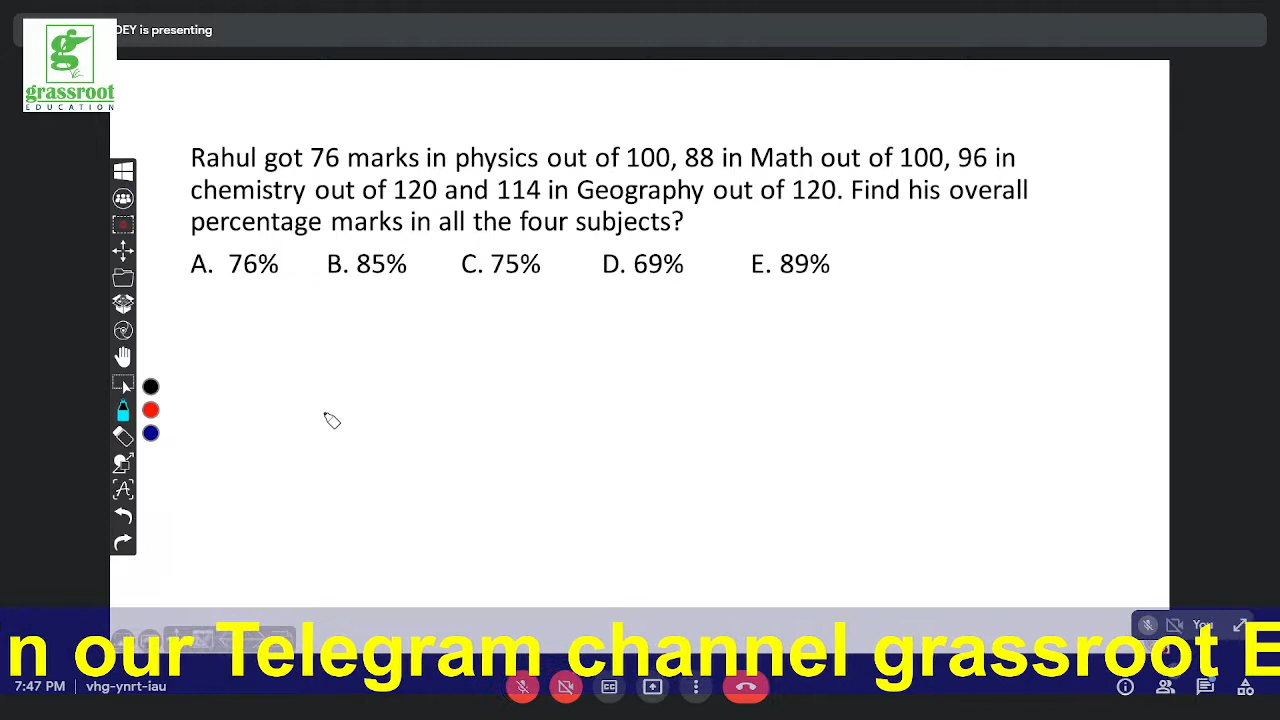 DEY is presenting
grassroot
EDUCATION
Rahul got 76 marks in physics out of 100, 88 in Math out of 100, 96 in
chemistry out of 120 and 114 in Geography out of 120. Find his overall
percentage marks in all the four subjects?
A. 76% B. 85% C. 75% D. 69% E. 89%
You
n our Telegram channel grassroot E
7:47 PM vhg-ynrt-iau